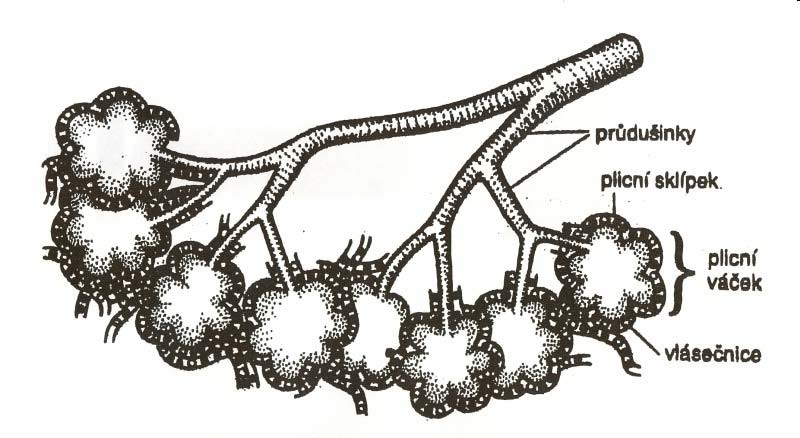 průdušinky
plicní sklípek.
plicní
váček
vlásečnice